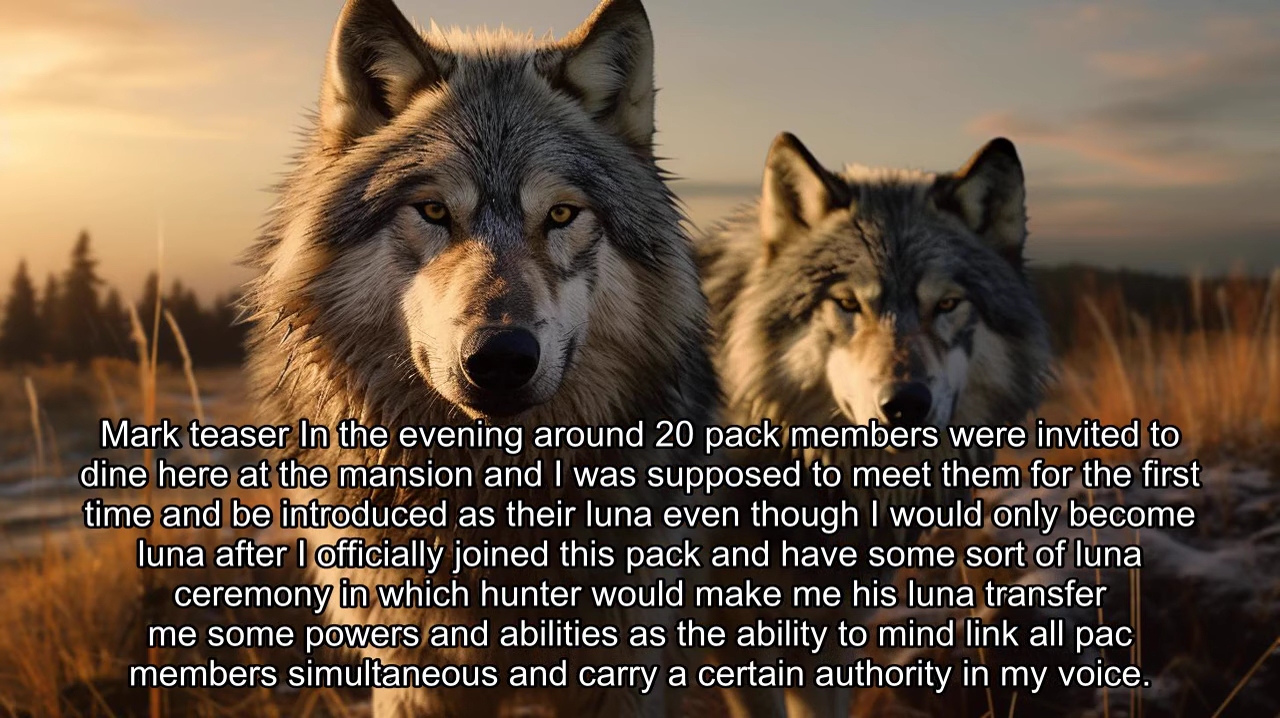 Mark teaser In the evening around 20 pack members were invited to
dine here at the mansion and I was supposed to meet them for the first
time and be introduced as their luna even though I would only become
luna after I officially joined this pack and have some sort of luna
ceremony in which hunter would make me his luna transfer
me some powers and abilities as the ability to mind link all pac
members simultaneous and carry a certain authority in my voice.